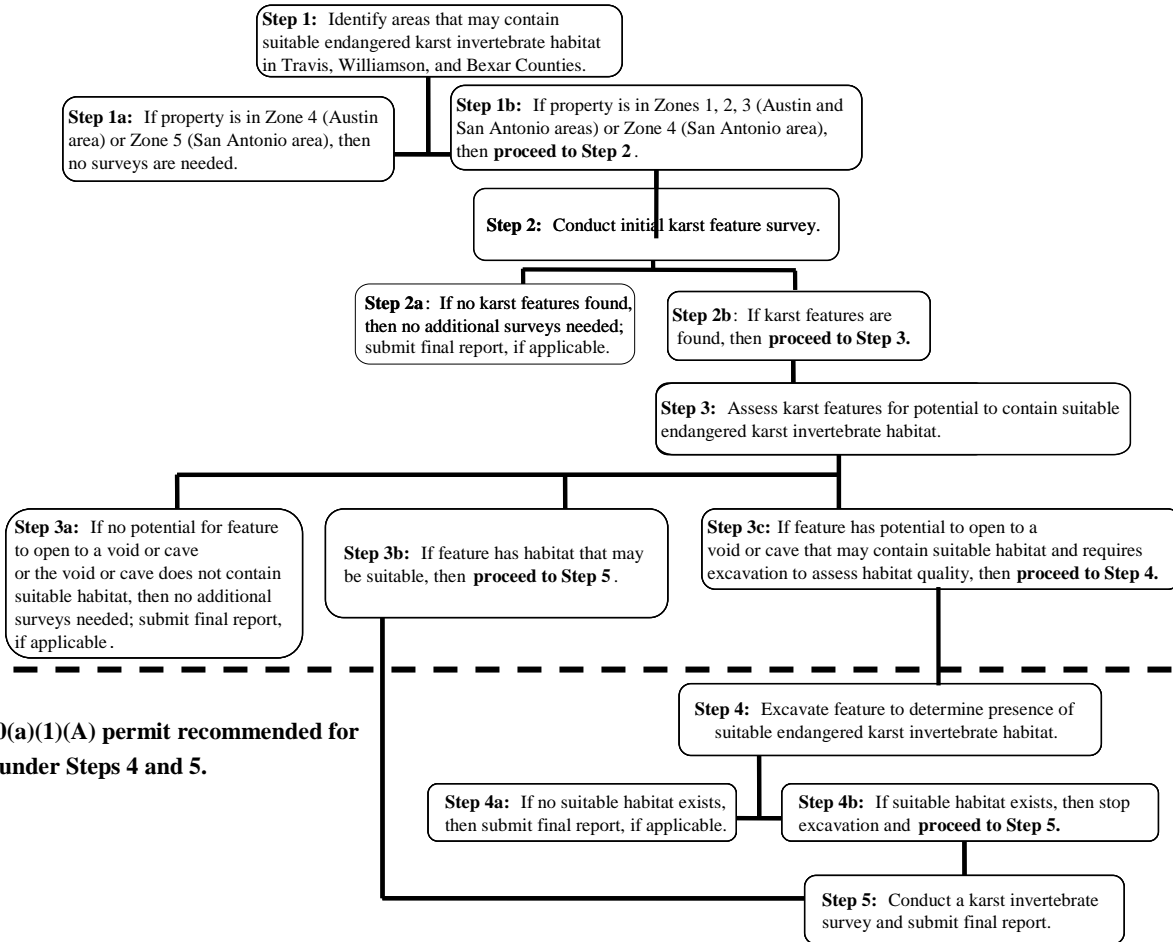 Step 1: Identify areas that may contain
suitable endangered karst invertebrate habitat
in Travis, Williamson, and Bexar Counties.
Step 1a: If property is in Zone 4 (Austin
area) or Zone 5 (San Antonio area), then
no surveys are needed.
Step 1b: If property is in Zones 1, 2, 3 (Austin and
San Antonio areas) or Zone 4 (San Antonio area),
then proceed to Step 2.
Step 2: Conduct initial karst feature survey.
Step 2a: If no karst features found,
then no additional surveys needed;
submit final report, if applicable.
Step 2b: If karst features are
found, then proceed to Step 3.
Step 3: Assess karst features for potential to contain suitable
endangered karst invertebrate habitat.
Step 3a: If no potential for feature
to open to a void or cave
or the void or cave does not contain
suitable habitat, then no additional
surveys needed; submit final report,
if applicable.
Step 3b: If feature has habitat that may
be suitable, then proceed to Step 5.
Step 3c: If feature has potential to open to a
void or cave that may contain suitable habitat and requires
excavation to assess habitat quality, then proceed to Step 4.
0(a)(1)(A) permit recommended for
under Steps 4 and 5.
Step 4: Excavate feature to determine presence of
suitable endangered karst invertebrate habitat.
Step 4a: If no suitable habitat exists,
then submit final report, if applicable.
Step 4b: If suitable habitat exists, then stop
excavation and proceed to Step 5.
Step 5: Conduct a karst invertebrate
survey and submit final report.